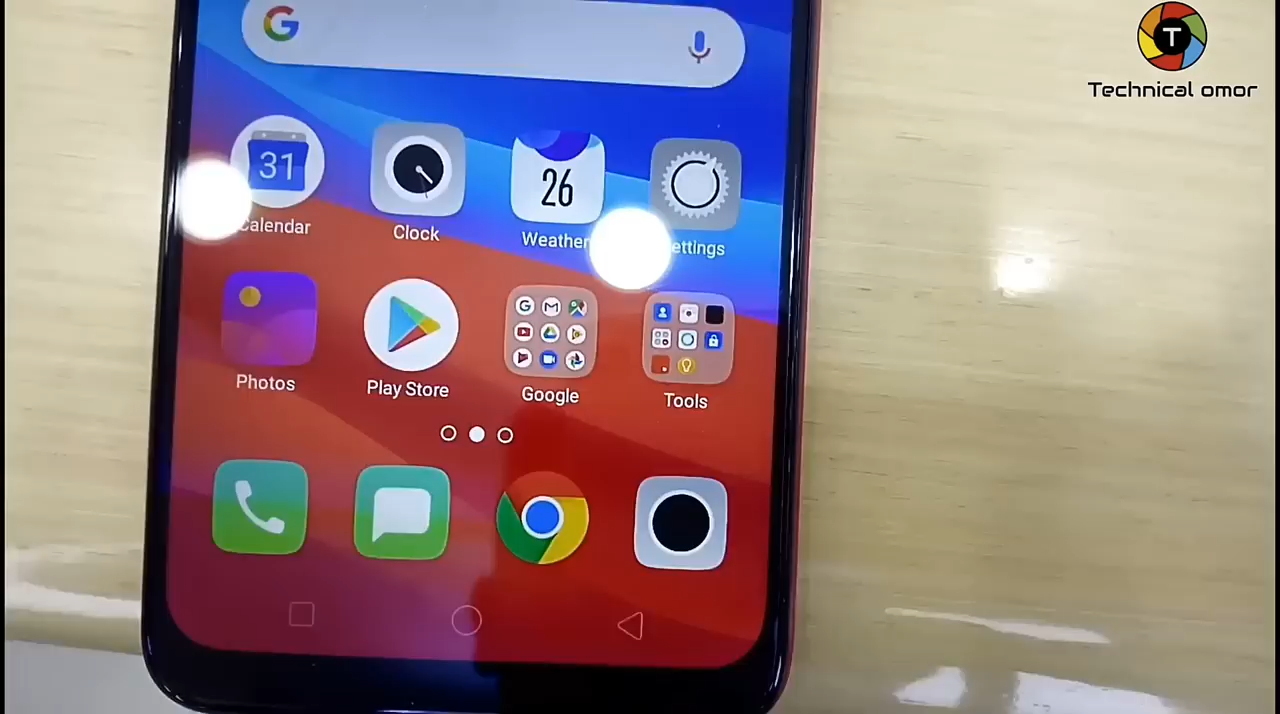 T
Technical omor
G
31
26
Calendar
Clock
Weather
ettings
Photos
Play Store
Google
Tools